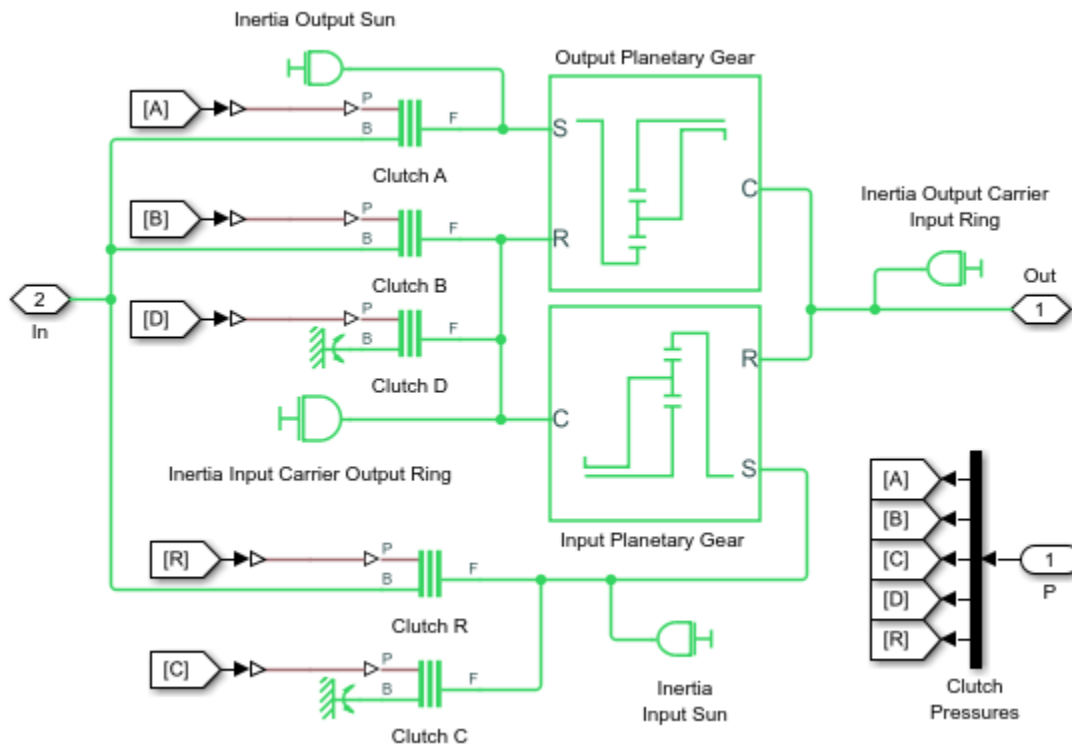 Inertia Output Sun
Output Planetary Gear
[A]
P
B
F
S
Clutch A
C
Inertia Output Carrier
Input Ring
[B]
P
B
F
R
Clutch B
2
In
Out
1
[D]
P
B
F
Clutch D
R
C
Inertia Input Carrier Output Ring
S
Input Planetary Gear
[A]
[B]
[C]
[D]
[R]
1
P
Clutch
Pressures
[R]
P
B
F
Clutch R
[C]
P
B
F
Clutch C
Inertia
Input Sun